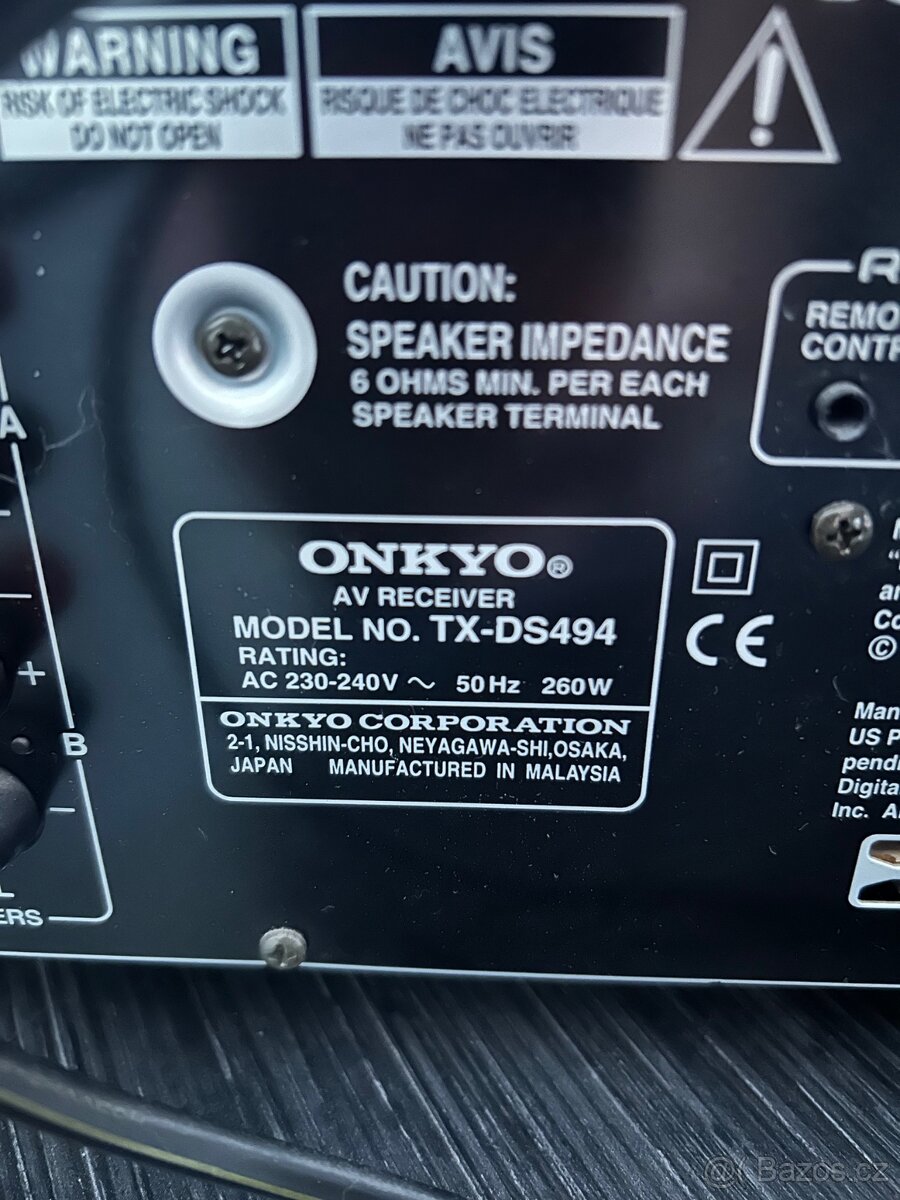 WARNING
RISK OF ELECTRIC SHOCK
DO NOT OPEN
AVIS
RISQUE DE CHOC ELECTRIQUE
NE PAS OUVRIR
CAUTION:
SPEAKER IMPEDANCE
6 OHMS MIN. PER EACH
SPEAKER TERMINAL
R
REMO
CONTR
A
−
+
B
−
L
ERS
ONKYO®
AV RECEIVER
MODEL NO. TX-DS494
RATING:
AC 230-240V ～ 50Hz 260W
ONKYO CORPORATION
2-1, NISSHIN-CHO, NEYAGAWA-SHI,OSAKA,
JAPAN MANUFACTURED IN MALAYSIA
CE
an
Co
©
Man
US P
pendi
Digita
Inc. A
@ Bazos.cz